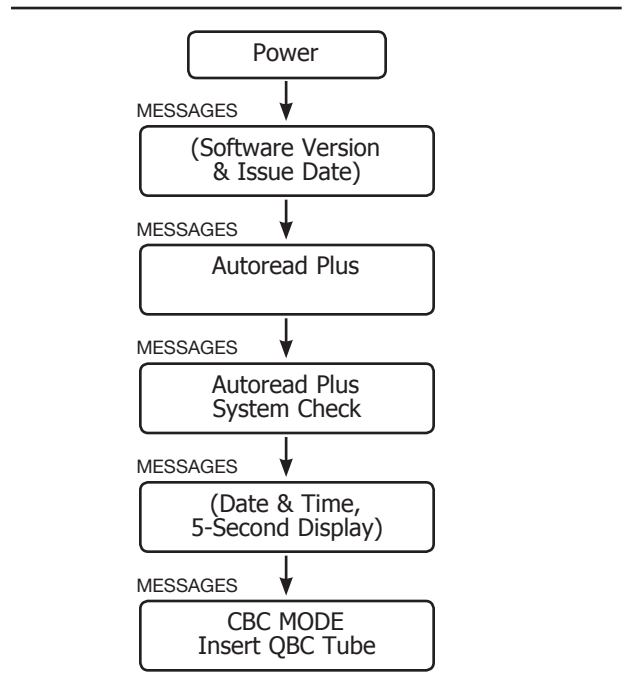 Power
MESSAGES
(Software Version
& Issue Date)
MESSAGES
Autoread Plus
MESSAGES
Autoread Plus
System Check
MESSAGES
(Date & Time,
5-Second Display)
MESSAGES
CBC MODE
Insert QBC Tube